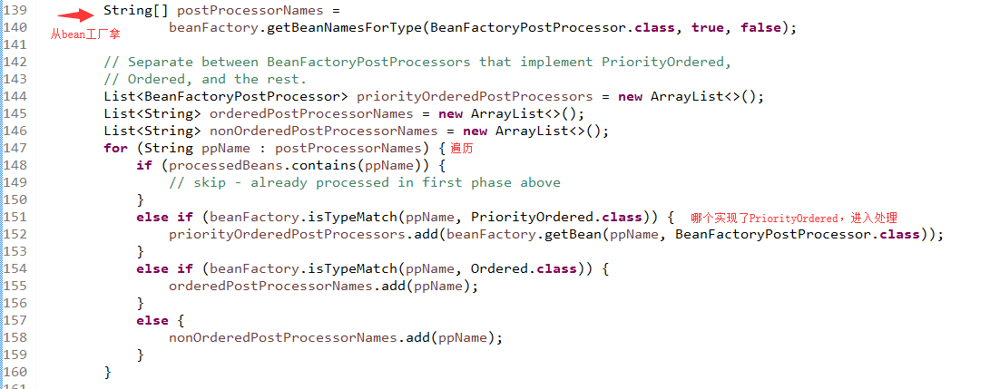 139 String[] postProcessorNames =
140 beanFactory.getBeanNamesForType(BeanFactoryPostProcessor.class, true, false);
从bean工厂拿
141
142 // Separate between BeanFactoryPostProcessors that implement PriorityOrdered,
143 // Ordered, and the rest.
144 List<BeanFactoryPostProcessor> priorityOrderedPostProcessors = new ArrayList<>();
145 List<String> orderedPostProcessorNames = new ArrayList<>();
146 List<String> nonOrderedPostProcessorNames = new ArrayList<>();
147 for (String ppName : postProcessorNames) { 遍历
148 if (processedBeans.contains(ppName)) {
149 // skip - already processed in first phase above
150 }
151 else if (beanFactory.isTypeMatch(ppName, PriorityOrdered.class)) { 哪个实现了PriorityOrdered，进入处理
152 priorityOrderedPostProcessors.add(beanFactory.getBean(ppName, BeanFactoryPostProcessor.class));
153 }
154 else if (beanFactory.isTypeMatch(ppName, Ordered.class)) {
155 orderedPostProcessorNames.add(ppName);
156 }
157 else {
158 nonOrderedPostProcessorNames.add(ppName);
159 }
160 }
161